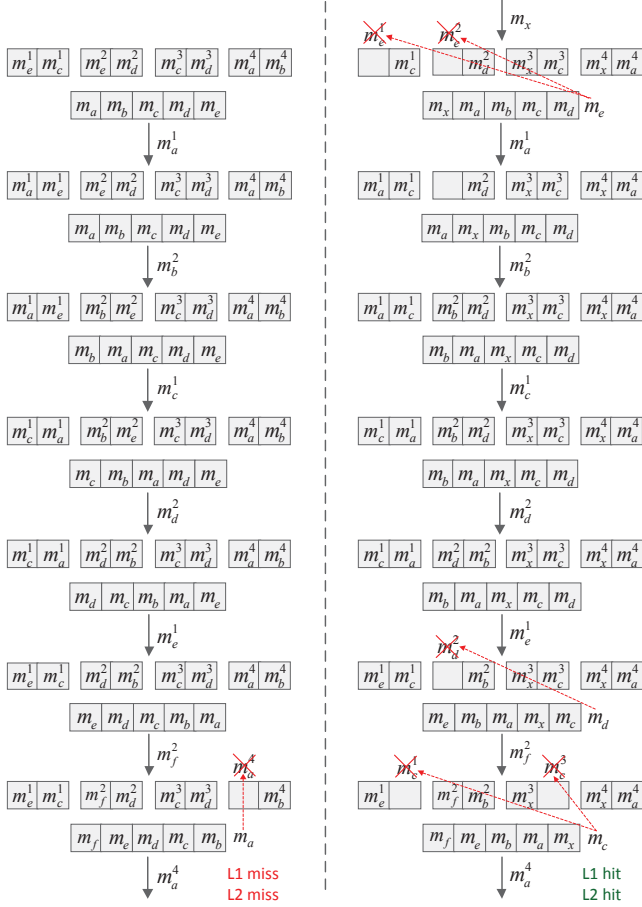 m_e^1 m_c^1 m_e^2 m_d^2 m_c^3 m_d^3 m_a^4 m_b^4
m_a m_b m_c m_d m_e
m_a^1
m_a^1 m_e^1 m_e^2 m_d^2 m_c^3 m_d^3 m_a^4 m_b^4
m_a m_b m_c m_d m_e
m_b^2
m_a^1 m_e^1 m_b^2 m_e^2 m_c^3 m_d^3 m_a^4 m_b^4
m_b m_a m_c m_d m_e
m_c^1
m_c^1 m_a^1 m_b^2 m_e^2 m_c^3 m_d^3 m_a^4 m_b^4
m_c m_b m_a m_d m_e
m_d^2
m_c^1 m_a^1 m_d^2 m_b^2 m_c^3 m_d^3 m_a^4 m_b^4
m_d m_c m_b m_a m_e
m_e^1
m_e^1 m_c^1 m_d^2 m_b^2 m_c^3 m_d^3 m_a^4 m_b^4
m_e m_d m_c m_b m_a
m_f^2
m_a^4
m_e^1 m_c^1 m_f^2 m_d^2 m_c^3 m_d^3 m_b^4
m_f m_e m_d m_c m_b m_a
m_a^4
L1 miss
L2 miss
m_x
m_e^1 m_e^2
m_c^1 m_d^2 m_x^3 m_c^3 m_x^4 m_a^4
m_x m_a m_b m_c m_d m_e
m_a^1
m_a^1 m_c^1 m_d^2 m_x^3 m_c^3 m_x^4 m_a^4
m_a m_x m_b m_c m_d
m_b^2
m_a^1 m_c^1 m_b^2 m_d^2 m_x^3 m_c^3 m_x^4 m_a^4
m_b m_a m_x m_c m_d
m_c^1
m_c^1 m_a^1 m_b^2 m_d^2 m_x^3 m_c^3 m_x^4 m_a^4
m_b m_a m_x m_c m_d
m_d^2
m_c^1 m_a^1 m_d^2 m_b^2 m_x^3 m_c^3 m_x^4 m_a^4
m_b m_a m_x m_c m_d
m_e^1
m_d^2
m_e^1 m_c^1 m_b^2 m_x^3 m_c^3 m_x^4 m_a^4
m_e m_b m_a m_x m_c m_d
m_f^2
m_c^1 m_c^3
m_e^1 m_f^2 m_b^2 m_x^3 m_x^4 m_a^4
m_f m_e m_b m_a m_x m_c
m_a^4
L1 hit
L2 hit